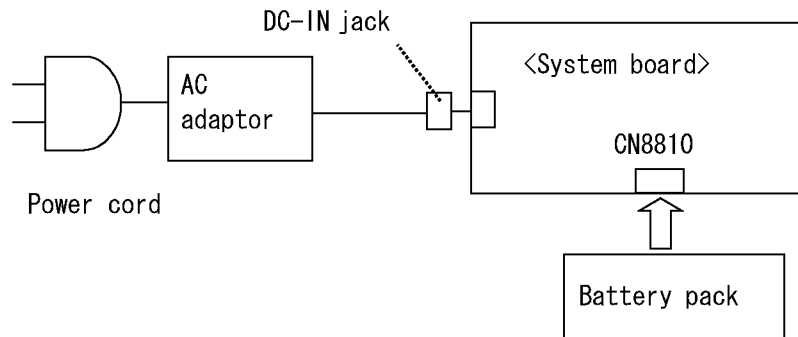 DC-IN jack
<System board>
AC
adaptor
CN8810
Power cord
Battery pack